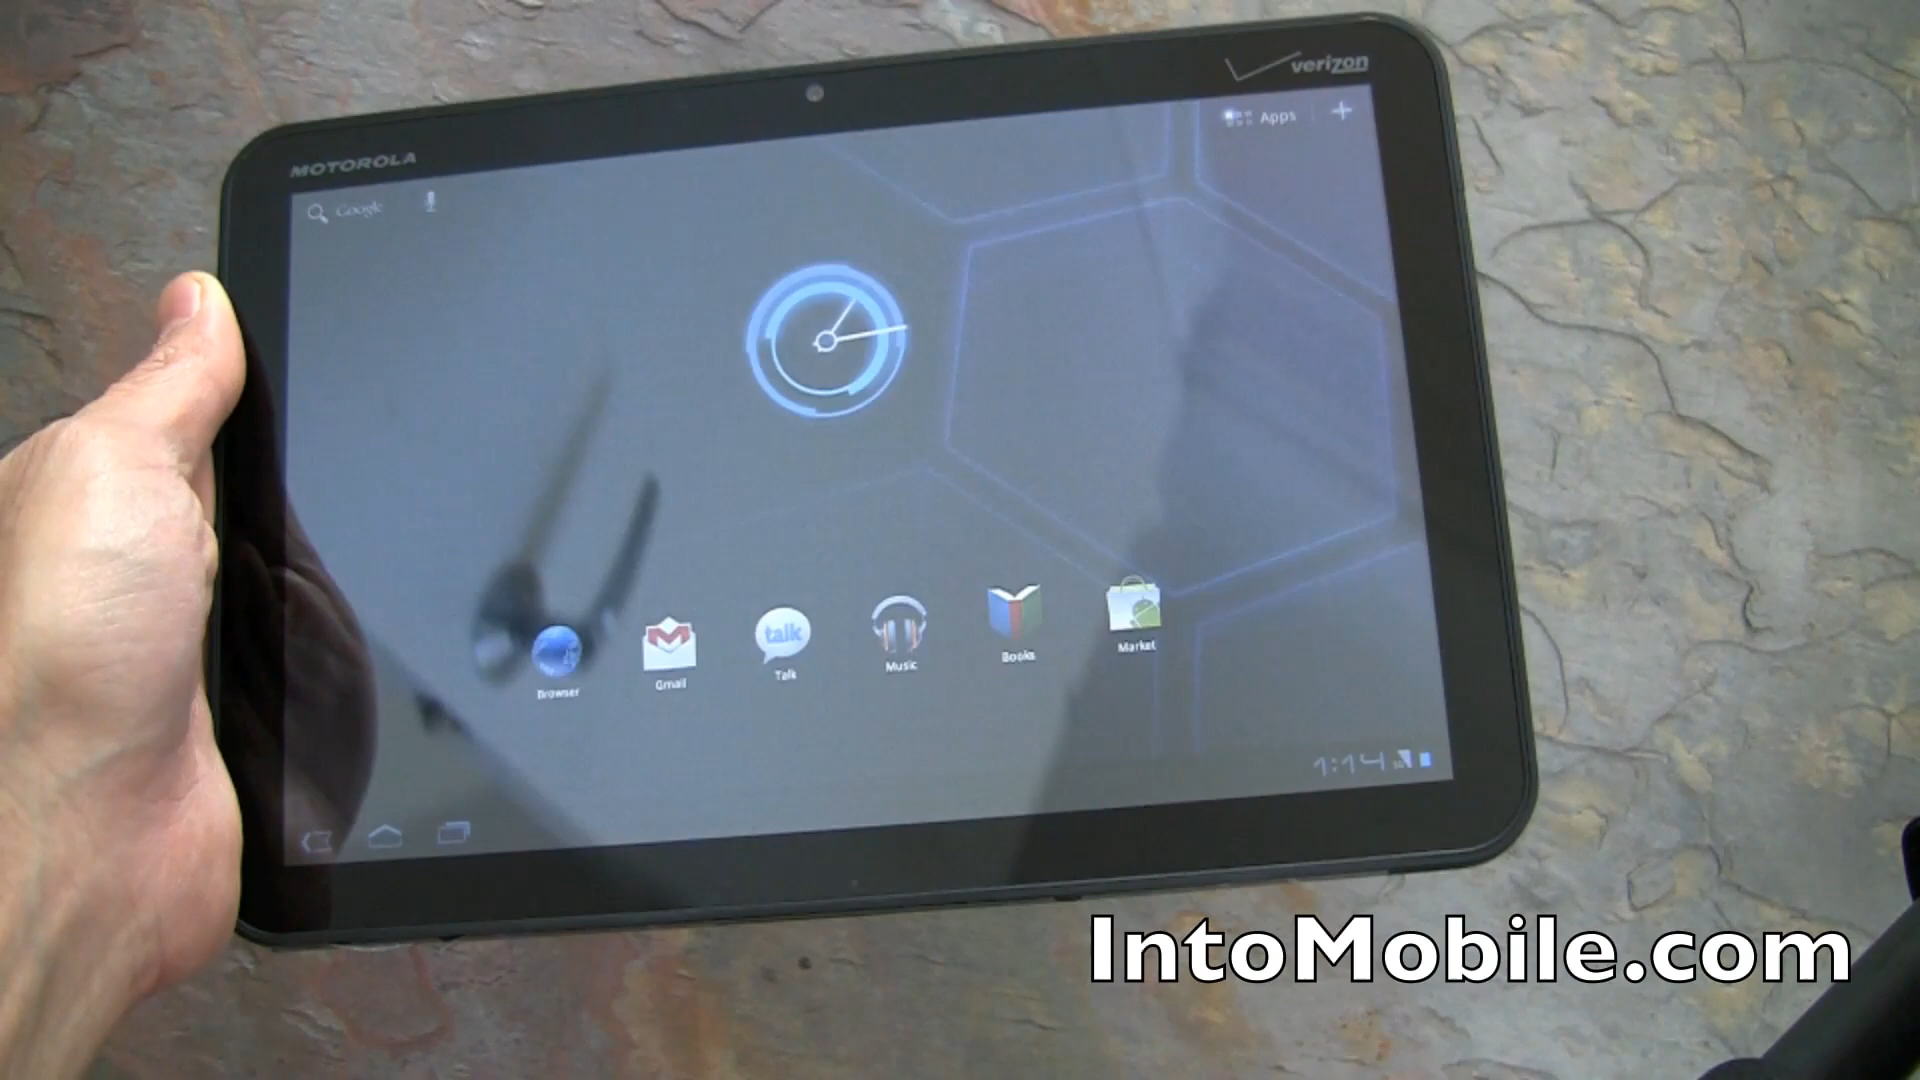 verizon
MOTOROLA
Apps
Google
talk
Browser
Gmail
Talk
Music
Books
Market
1:14
IntoMobile.com